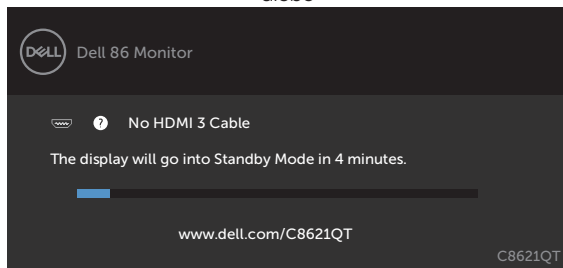 DELL
Dell 86 Monitor
? No HDMI 3 Cable
The display will go into Standby Mode in 4 minutes.
www.dell.com/C8621QT
C8621QT